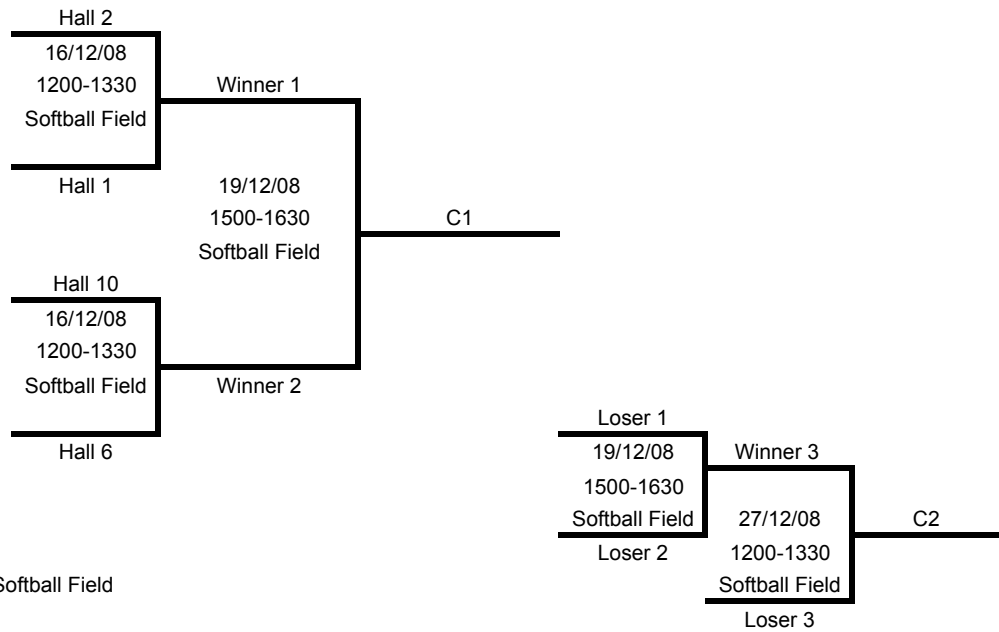 Hall 2
16/12/08
1200-1330
Softball Field
Winner 1
Hall 1
19/12/08
1500-1630
Softball Field
C1
Hall 10
16/12/08
1200-1330
Softball Field
Winner 2
Hall 6
Loser 1
19/12/08
1500-1630
Softball Field
Loser 2
Winner 3
27/12/08
1200-1330
Softball Field
Loser 3
C2
Softball Field